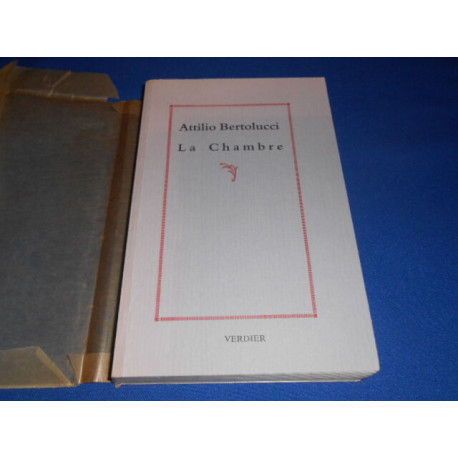 Attilio Bertolucci
La Chambre
VERDIER